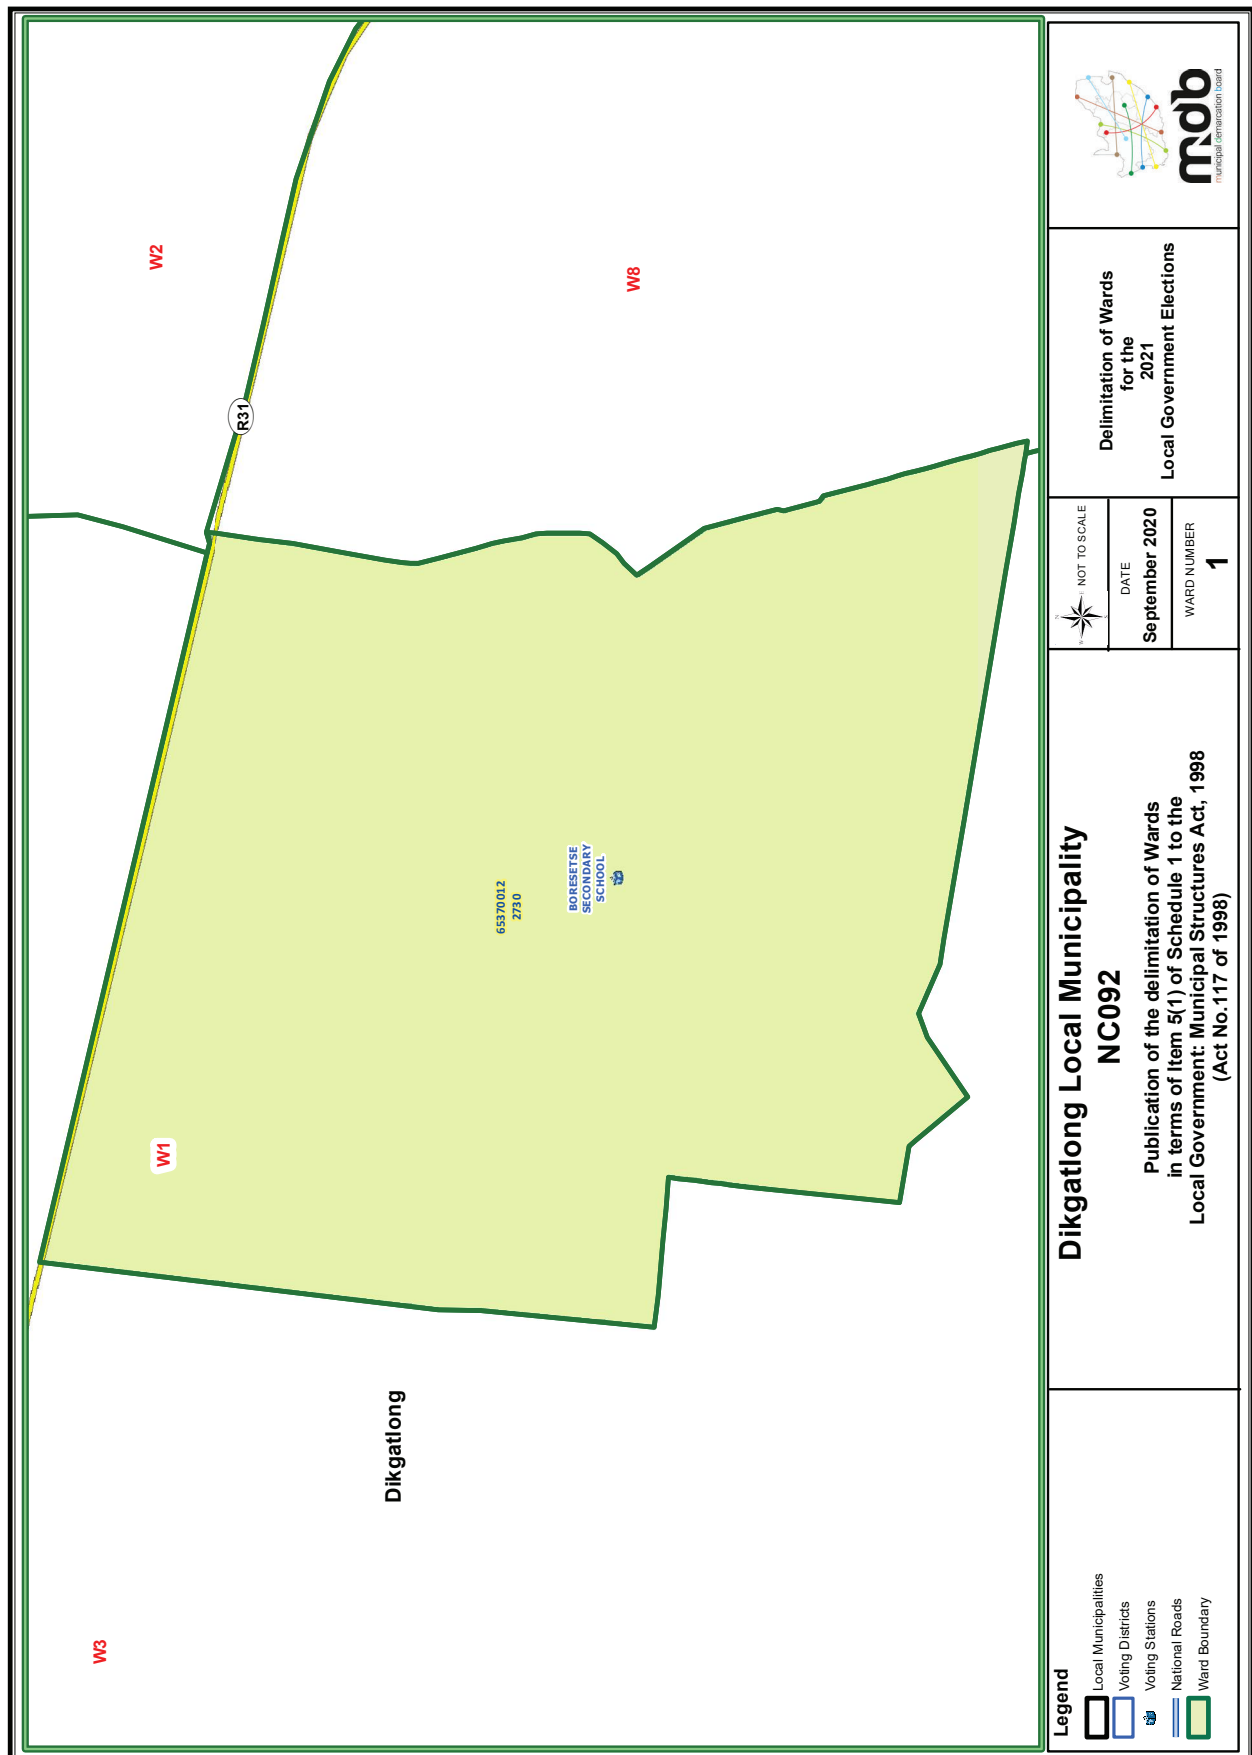 W3
W1
W2
R31
W8
Dikgatlong
65370012
2730
BORESETSE
SECONDARY
SCHOOL
Legend
Local Municipalities
Voting Districts
Voting Stations
National Roads
Ward Boundary
Dikgatlong Local Municipality
NC092
Publication of the delimitation of Wards
in terms of Item 5(1) of Schedule 1 to the
Local Government: Municipal Structures Act, 1998
(Act No.117 of 1998)
N
W E
S
NOT TO SCALE
DATE
September 2020
WARD NUMBER
1
Delimitation of Wards
for the
2021
Local Government Elections
mdb
municipal demarcation board